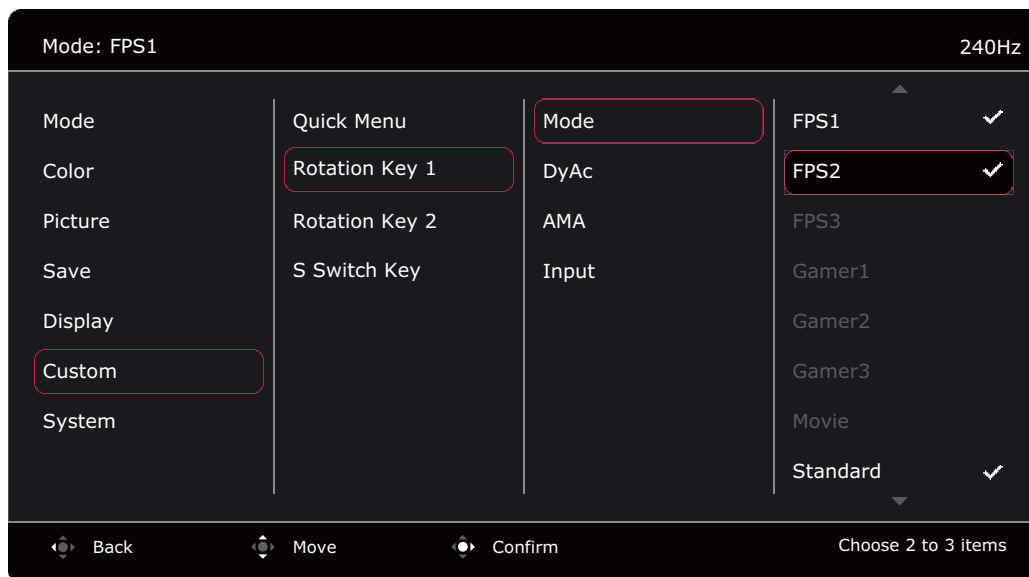 Mode: FPS1 240Hz
Mode Quick Menu Mode FPS1
Color Rotation Key 1 DyAc FPS2
Picture Rotation Key 2 AMA FPS3
Save S Switch Key Input Gamer1
Display Gamer2
Custom Gamer3
System Movie
Standard
Back Move Confirm Choose 2 to 3 items